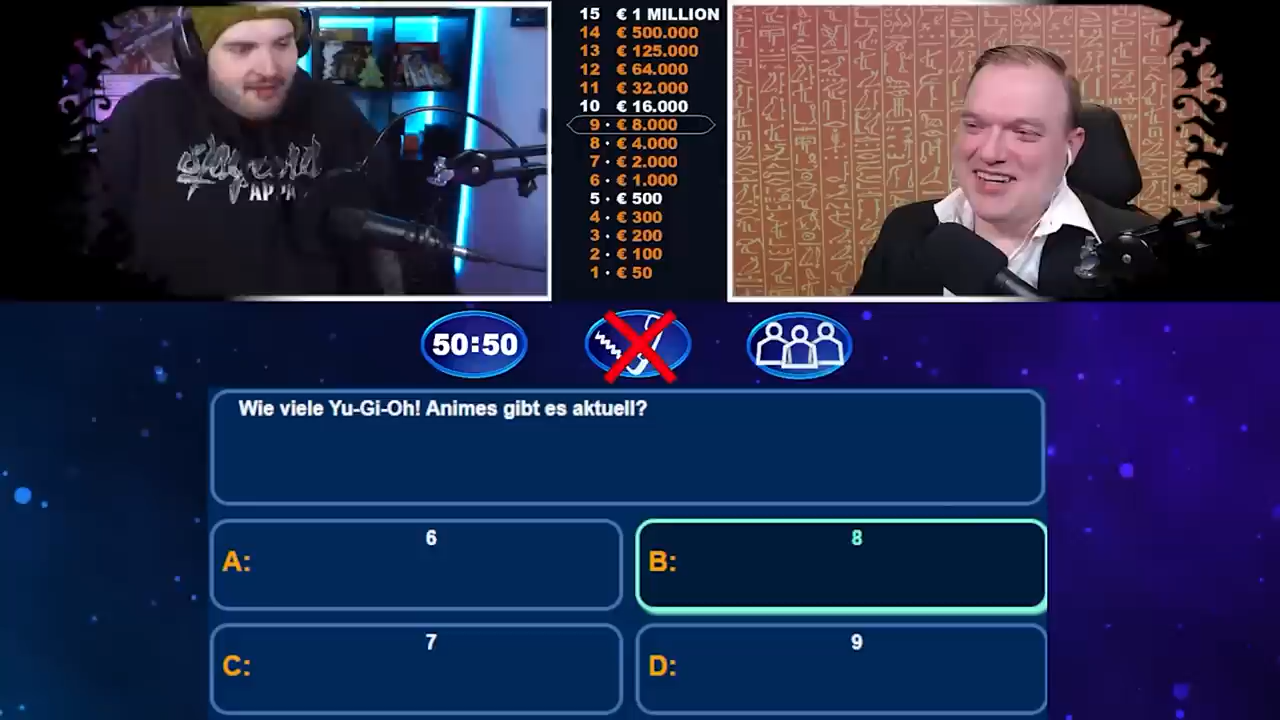 15 € 1 MILLION
14 € 500.000
13 € 125.000
12 € 64.000
11 € 32.000
10 € 16.000
9 · € 8.000
8 · € 4.000
7 · € 2.000
6 · € 1.000
5 · € 500
4 · € 300
3 · € 200
2 · € 100
1 · € 50
50:50
Wie viele Yu-Gi-Oh! Animes gibt es aktuell?
A: 6
B: 8
C: 7
D: 9